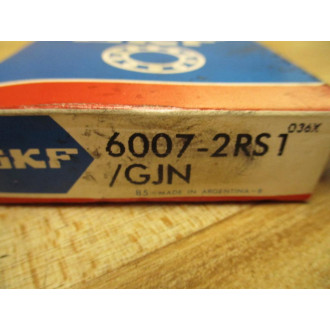 SKF
6007-2RS1
036X
/GJN
MADE IN ARGENTINA